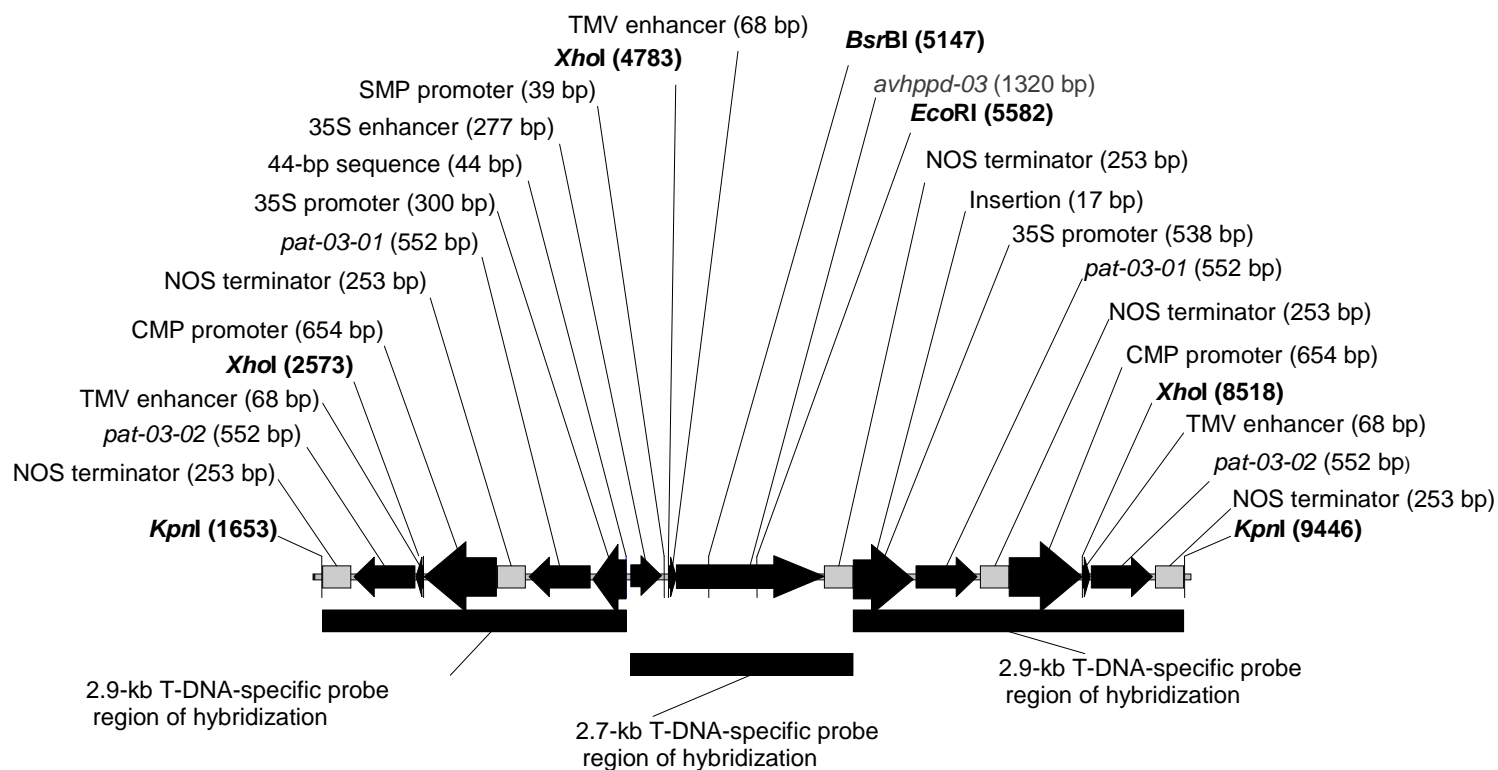 TMV enhancer (68 bp)
XhoI (4783)
SMP promoter (39 bp)
35S enhancer (277 bp)
44-bp sequence (44 bp)
35S promoter (300 bp)
pat-03-01 (552 bp)
NOS terminator (253 bp)
CMP promoter (654 bp)
XhoI (2573)
TMV enhancer (68 bp)
pat-03-02 (552 bp)
NOS terminator (253 bp)
KpnI (1653)
BsrBI (5147)
avhppd-03 (1320 bp)
EcoRI (5582)
NOS terminator (253 bp)
Insertion (17 bp)
35S promoter (538 bp)
pat-03-01 (552 bp)
NOS terminator (253 bp)
CMP promoter (654 bp)
XhoI (8518)
TMV enhancer (68 bp)
pat-03-02 (552 bp)
NOS terminator (253 bp)
KpnI (9446)
2.9-kb T-DNA-specific probe
region of hybridization
2.7-kb T-DNA-specific probe
region of hybridization
2.9-kb T-DNA-specific probe
region of hybridization